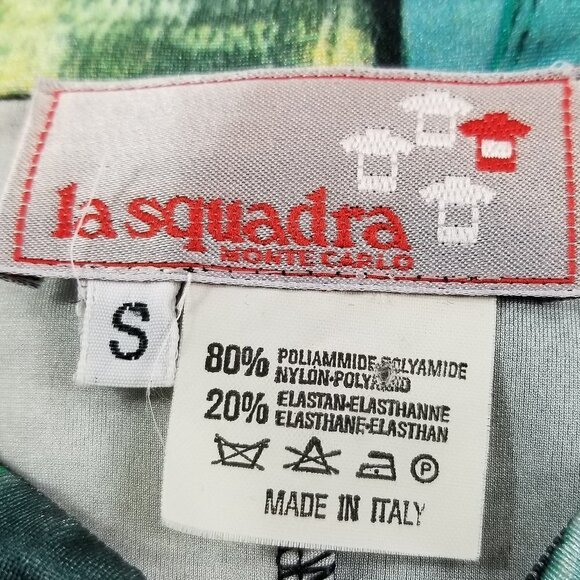 la squadra
MONTE CARLO
S
80% POLIAMMIDE-POLYAMIDE
NYLON-POLYAMID
20% ELASTAN-ELASTHANNE
ELASTHANE-ELASTHAN
P
MADE IN ITALY